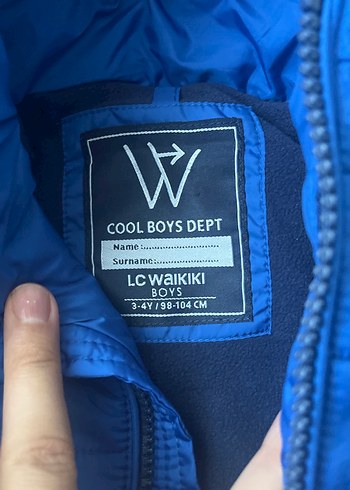 W
COOL BOYS DEPT
Name:........................
Surname:...................
LC WAIKIKI
BOYS
3-4Y / 98-104 CM